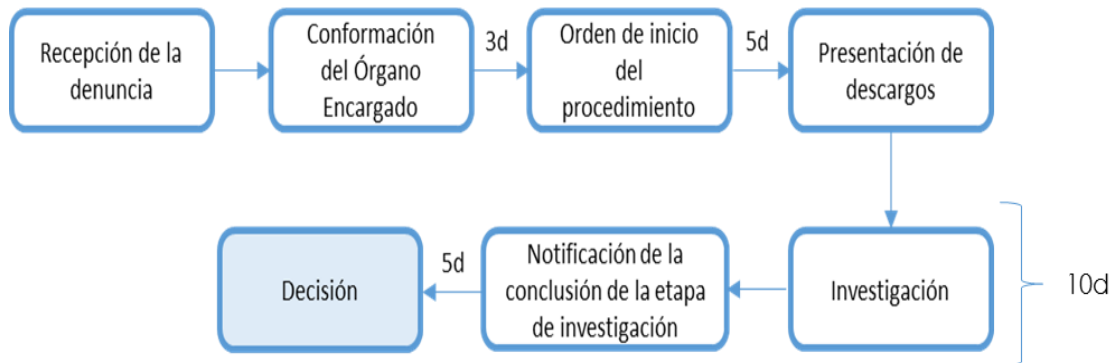 Recepción de la
denuncia
Conformación
del Órgano
Encargado
3d
Orden de inicio
del
procedimiento
5d
Presentación de
descargos
Investigación
10d
Notificación de la
conclusión de la etapa
de investigación
5d
Decisión